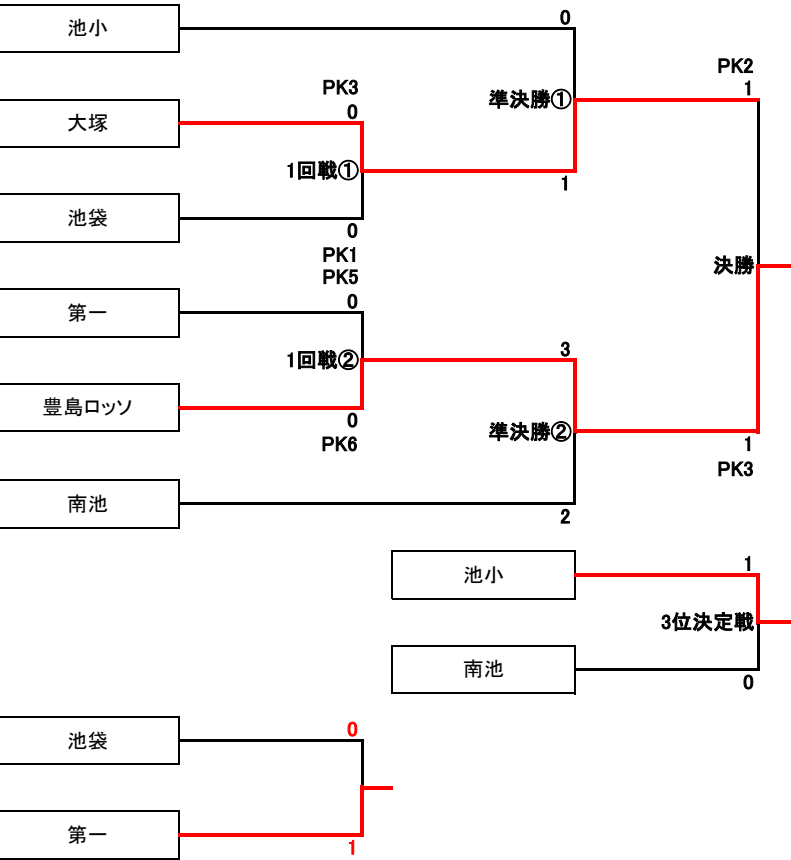 池小
0
PK2
1
PK3
0
準決勝①
大塚
1回戦①
1
池袋
0
PK1
PK5
決勝
第一
0
1回戦②
3
豊島ロッソ
0
PK6
準決勝②
1
PK3
南池
2
池小
1
3位決定戦
南池
0
池袋
0
第一
1